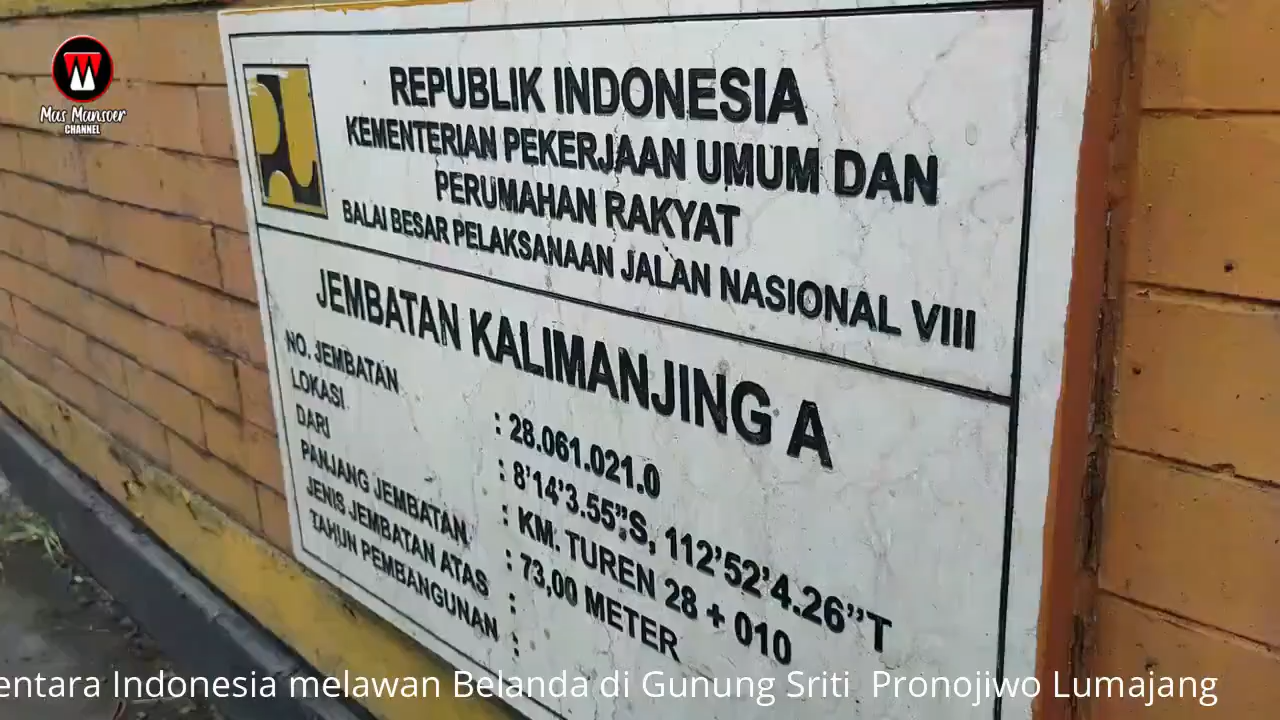 Mas Mansoer
CHANNEL
REPUBLIK INDONESIA
KEMENTERIAN PEKERJAAN UMUM DAN
PERUMAHAN RAKYAT
BALAI BESAR PELAKSANAAN JALAN NASIONAL VIII
JEMBATAN KALIMANJING A
NO. JEMBATAN : 28.061.021.0
LOKASI : 8'14'3.55",S, 112'52'4.26"T
DARI : KM. TUREN 28 + 010
PANJANG JEMBATAN : 73,00 METER
JENIS JEMBATAN ATAS :
TAHUN PEMBANGUNAN :
entara Indonesia melawan Belanda di Gunung Sriti Pronojiwo Lumajang